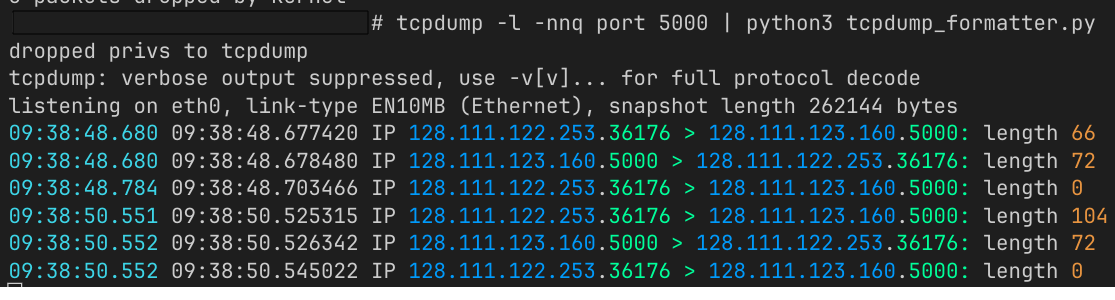 0 packets dropped by kernel
# tcpdump -l -nnq port 5000 | python3 tcpdump_formatter.py
dropped privs to tcpdump
tcpdump: verbose output suppressed, use -v[v]... for full protocol decode
listening on eth0, link-type EN10MB (Ethernet), snapshot length 262144 bytes
09:38:48.680 09:38:48.677420 IP 128.111.122.253.36176 > 128.111.123.160.5000: length 66
09:38:48.680 09:38:48.678480 IP 128.111.123.160.5000 > 128.111.122.253.36176: length 72
09:38:48.784 09:38:48.703466 IP 128.111.122.253.36176 > 128.111.123.160.5000: length 0
09:38:50.551 09:38:50.525315 IP 128.111.122.253.36176 > 128.111.123.160.5000: length 104
09:38:50.552 09:38:50.526342 IP 128.111.123.160.5000 > 128.111.122.253.36176: length 72
09:38:50.552 09:38:50.545022 IP 128.111.122.253.36176 > 128.111.123.160.5000: length 0